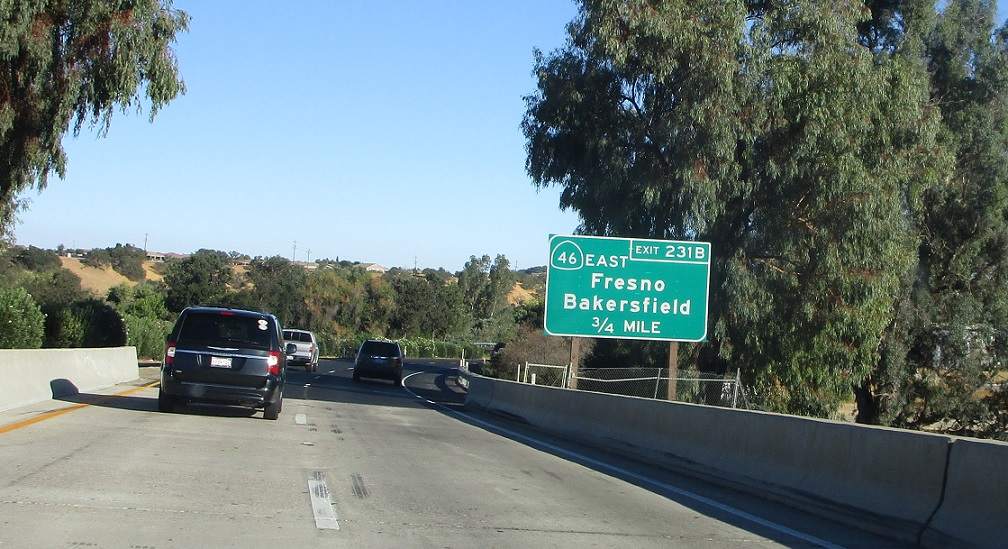 EXIT 231B
46 EAST
Fresno
Bakersfield
3/4 MILE